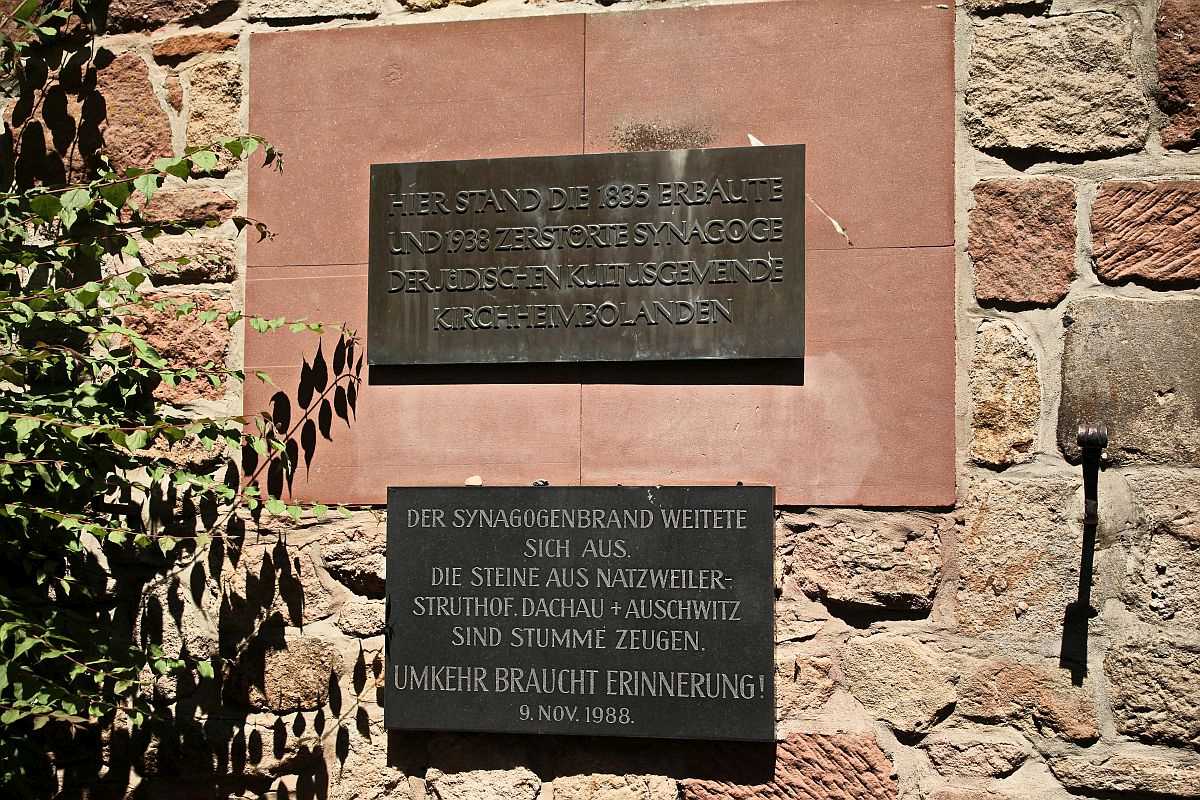 HIER STAND DIE 1835 ERBAUTE
UND 1938 ZERSTÖRTE SYNAGOGE
DER JÜDISCHEN KULTUSGEMEINDE
KIRCHHEIMBOLANDEN
DER SYNAGOGENBRAND WEITETE
SICH AUS.
DIE STEINE AUS NATZWEILER-
STRUTHOF. DACHAU + AUSCHWITZ
SIND STUMME ZEUGEN.
UMKEHR BRAUCHT ERINNERUNG!
9. NOV. 1988.